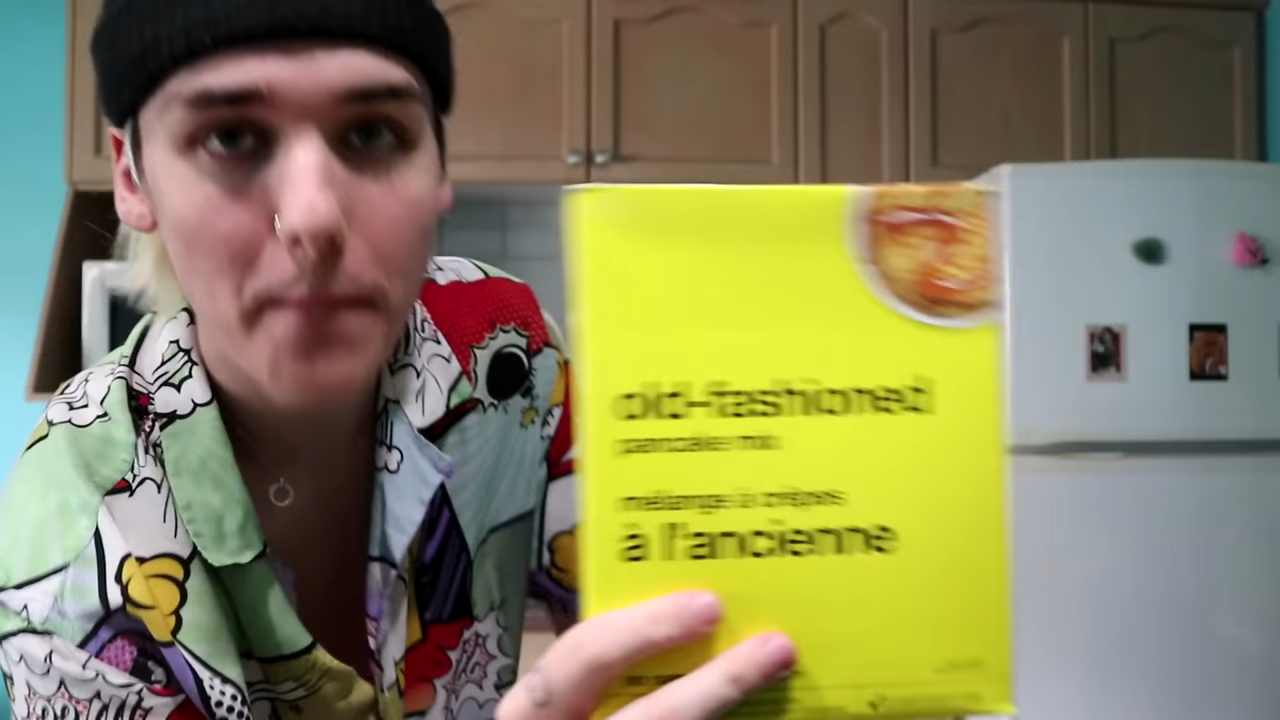 old-fashioned
pancake mix
mélange à crêpes
à l'ancienne